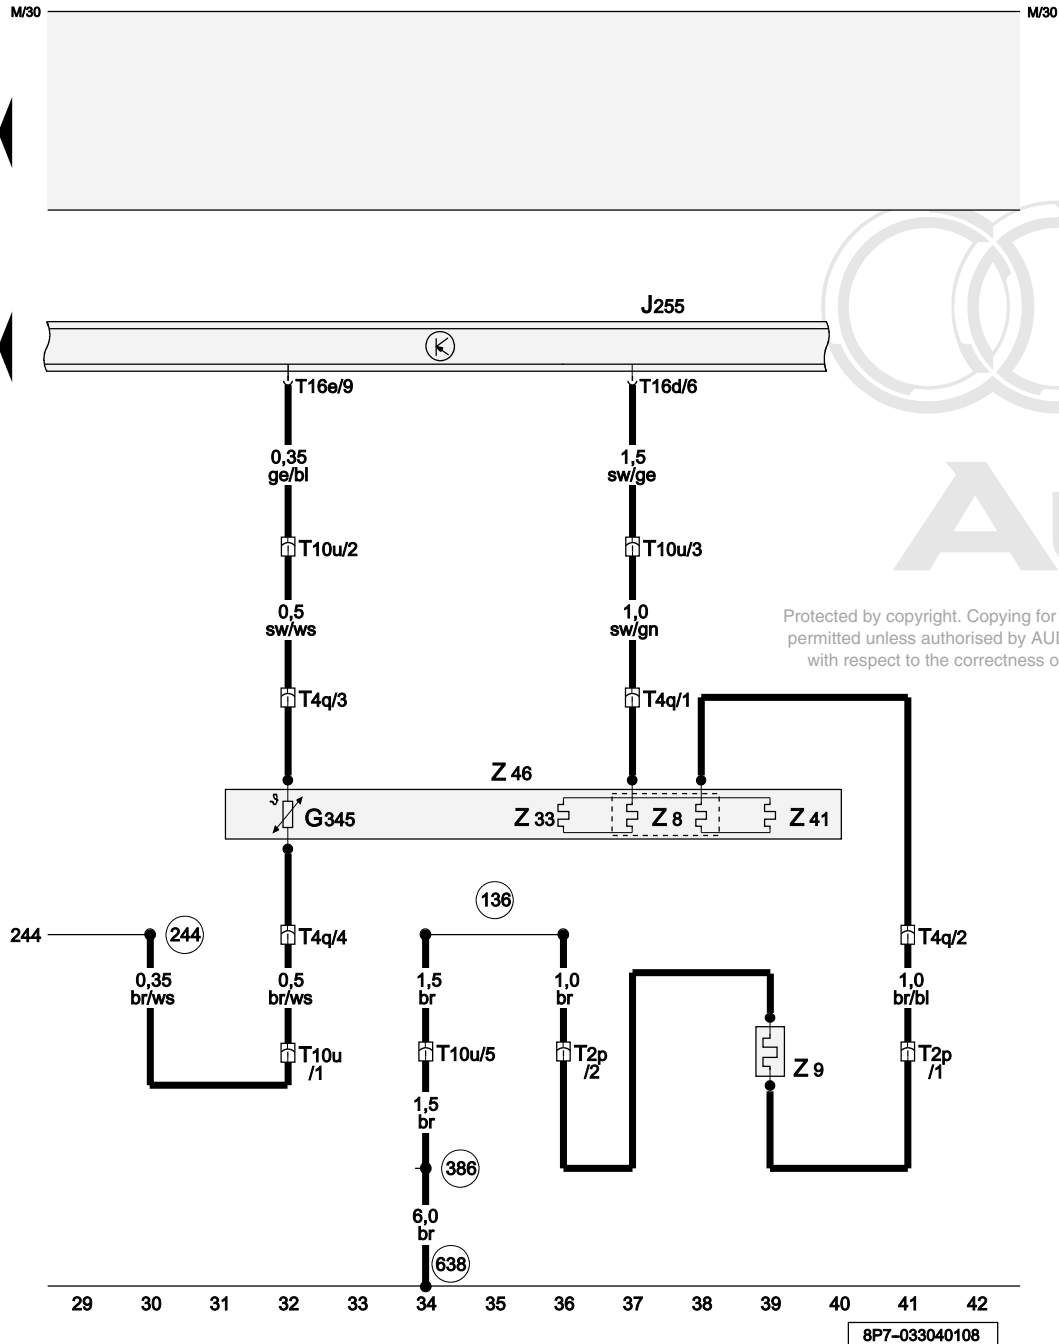 M/30 M/30
J255
T16e/9 T16d/6
0,35
ge/bl
1,5
sw/ge
T10u/2 T10u/3
0,5
sw/ws
1,0
sw/gn
Protected by copyright. Copying for
permitted unless authorised by AU
with respect to the correctness o
T4q/3 T4q/1
Z 46
G345 Z 33 Z 8 Z 41
136
244 244 T4q/4 T4q/2
0,35
br/ws
0,5
br/ws
1,5
br
1,0
br
1,0
br/bl
T10u
/1
T10u/5
T2p
/2
Z 9
T2p
/1
1,5
br
386
6,0
br
638
29 30 31 32 33 34 35 36 37 38 39 40 41 42
8P7-033040108